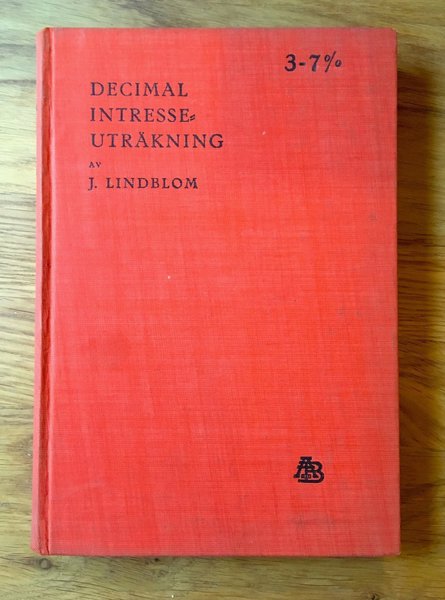 3-7%
DECIMAL
INTRESSE=
UTRÄKNING
AV
J. LINDBLOM
AB